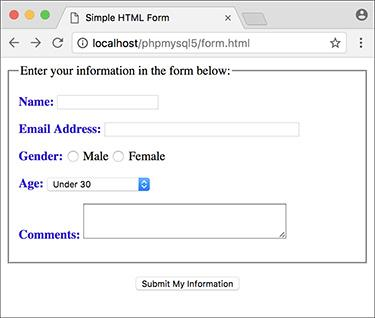 Simple HTML Form
localhost/phpmysql5/form.html
Enter your information in the form below:
Name:
Email Address:
Gender: Male Female
Age: Under 30
Comments:
Submit My Information